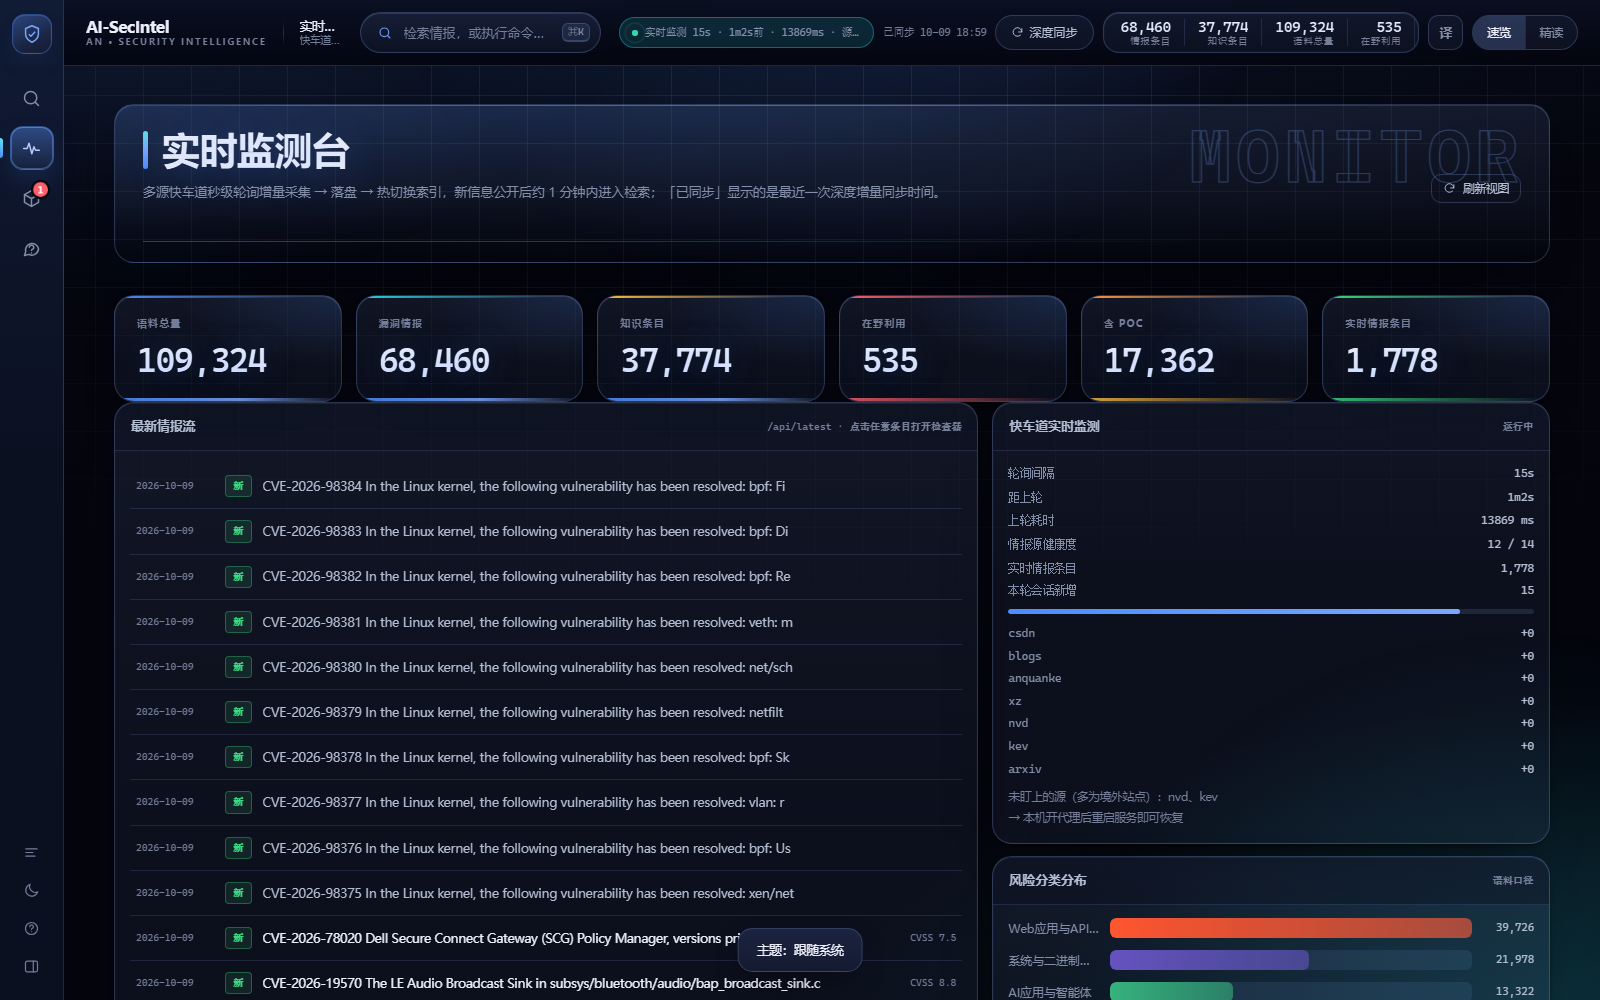 AI-SecIntel
AN • SECURITY INTELLIGENCE
实时...
快车道...
检索情报，或执行命令... ⌘K
实时监测 15s · 1m2s前 · 13869ms · 源...
已同步 10-09 18:59
深度同步
68,460 情报条目
37,774 知识条目
109,324 语料总量
535 在野利用
译
速览 精读
1
实时监测台
MONITOR
多源快车道秒级轮询增量采集 → 落盘 → 热切换索引，新信息公开后约 1 分钟内进入检索；「已同步」显示的是最近一次深度增量同步时间。
刷新视图
语料总量
109,324
漏洞情报
68,460
知识条目
37,774
在野利用
535
含 POC
17,362
实时情报条目
1,778
最新情报流
/api/latest · 点击任意条目打开检查器
2026-10-09 新 CVE-2026-98384 In the Linux kernel, the following vulnerability has been resolved: bpf: Fi
2026-10-09 新 CVE-2026-98383 In the Linux kernel, the following vulnerability has been resolved: bpf: Di
2026-10-09 新 CVE-2026-98382 In the Linux kernel, the following vulnerability has been resolved: bpf: Re
2026-10-09 新 CVE-2026-98381 In the Linux kernel, the following vulnerability has been resolved: veth: m
2026-10-09 新 CVE-2026-98380 In the Linux kernel, the following vulnerability has been resolved: net/sch
2026-10-09 新 CVE-2026-98379 In the Linux kernel, the following vulnerability has been resolved: netfilt
2026-10-09 新 CVE-2026-98378 In the Linux kernel, the following vulnerability has been resolved: bpf: Sk
2026-10-09 新 CVE-2026-98377 In the Linux kernel, the following vulnerability has been resolved: vlan: r
2026-10-09 新 CVE-2026-98376 In the Linux kernel, the following vulnerability has been resolved: bpf: Us
2026-10-09 新 CVE-2026-98375 In the Linux kernel, the following vulnerability has been resolved: xen/net
2026-10-09 新 CVE-2026-78020 Dell Secure Connect Gateway (SCG) Policy Manager, versions pri CVSS 7.5
2026-10-09 新 CVE-2026-19570 The LE Audio Broadcast Sink in subsys/bluetooth/audio/bap_broadcast_sink.c CVSS 8.8
主题：跟随系统
快车道实时监测 运行中
轮询间隔 15s
距上轮 1m2s
上轮耗时 13869 ms
情报源健康度 12 / 14
实时情报条目 1,778
本轮会话新增 15
csdn +0
blogs +0
anquanke +0
xz +0
nvd +0
kev +0
arxiv +0
未盯上的源（多为境外站点）: nvd、kev
→ 本机开代理后重启服务即可恢复
风险分类分布 语料口径
Web应用与API... 39,726
系统与二进制... 21,978
AI应用与智能体 13,322